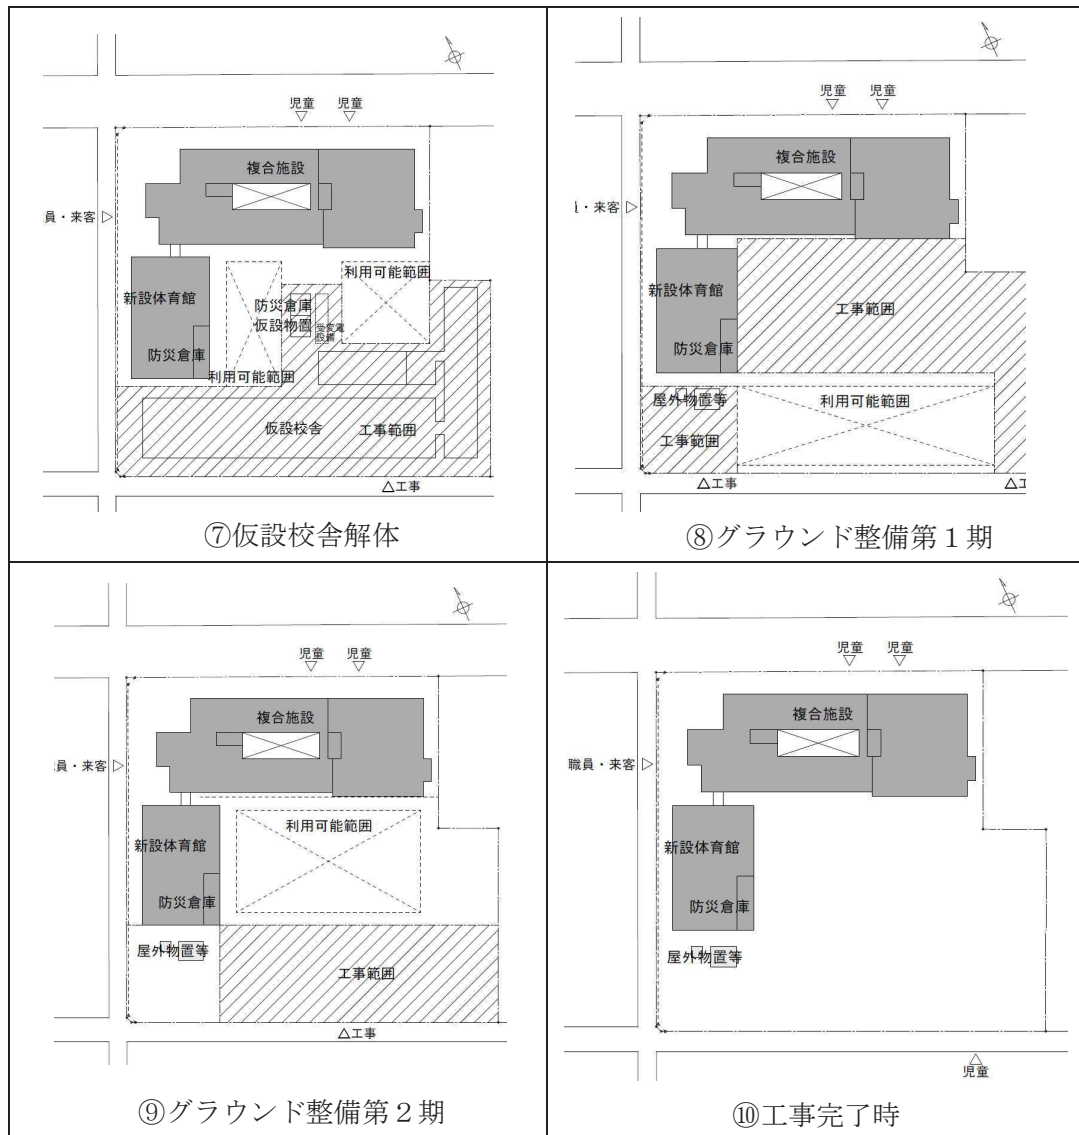 児童 児童
複合施設
員・来客
利用可能範囲
新設体育館
防災倉庫
仮設物置
受変電
設備
防災倉庫
利用可能範囲
仮設校舎
工事範囲
工事
⑦仮設校舎解体
児童 児童
複合施設
員・来客
新設体育館
工事範囲
防災倉庫
屋外物置等
利用可能範囲
工事範囲
工事
工
⑧グラウンド整備第1期
児童 児童
複合施設
員・来客
利用可能範囲
新設体育館
防災倉庫
屋外物置等
工事範囲
工事
⑨グラウンド整備第2期
児童 児童
複合施設
職員・来客
新設体育館
防災倉庫
屋外物置等
児童
⑩工事完了時